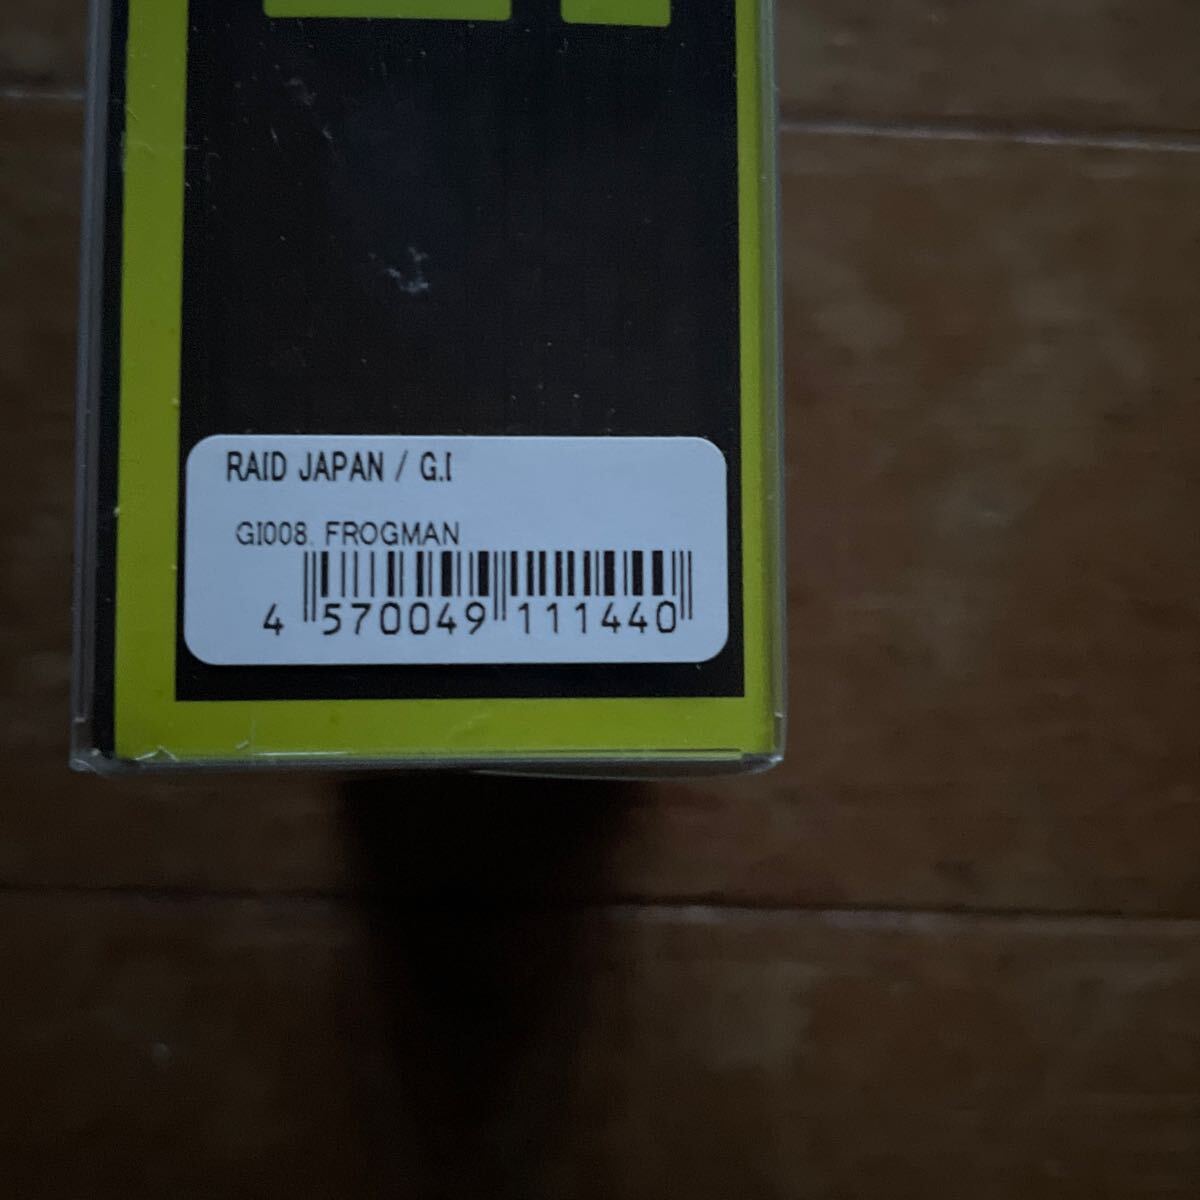 RAID JAPAN / G.I
GI008. FROGMAN
4 570049 111440